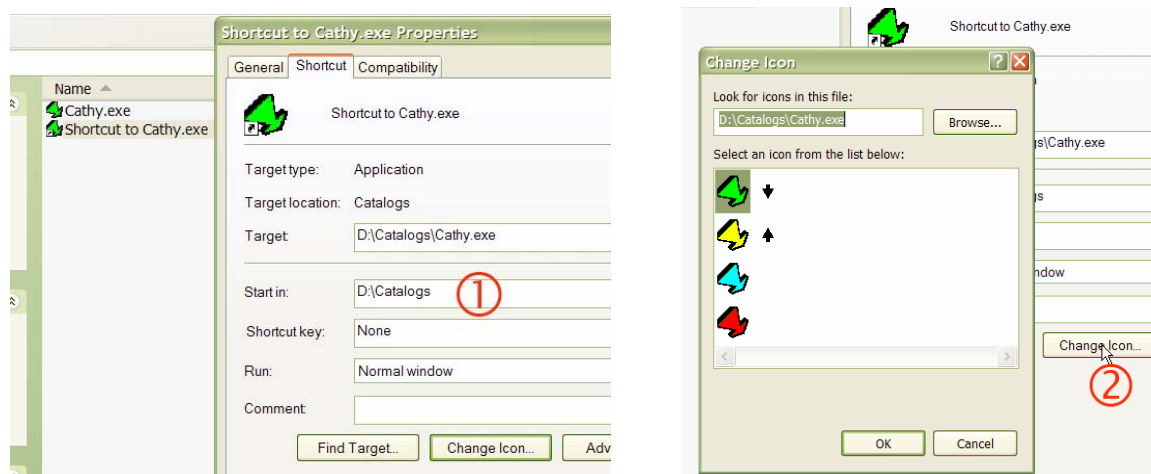 Shortcut to Cathy.exe Properties
General Shortcut Compatibility
Name
Cathy.exe
Shortcut to Cathy.exe
Shortcut to Cathy.exe
Target type: Application
Target location: Catalogs
Target: D:\Catalogs\Cathy.exe
Start in: D:\Catalogs
1
Shortcut key: None
Run: Normal window
Comment:
Find Target... Change Icon... Adv
Shortcut to Cathy.exe
Change Icon
Look for icons in this file:
D:\Catalogs\Cathy.exe Browse...
Select an icon from the list below:
s\Cathy.exe
gs
ndow
Change Icon...
2
OK Cancel